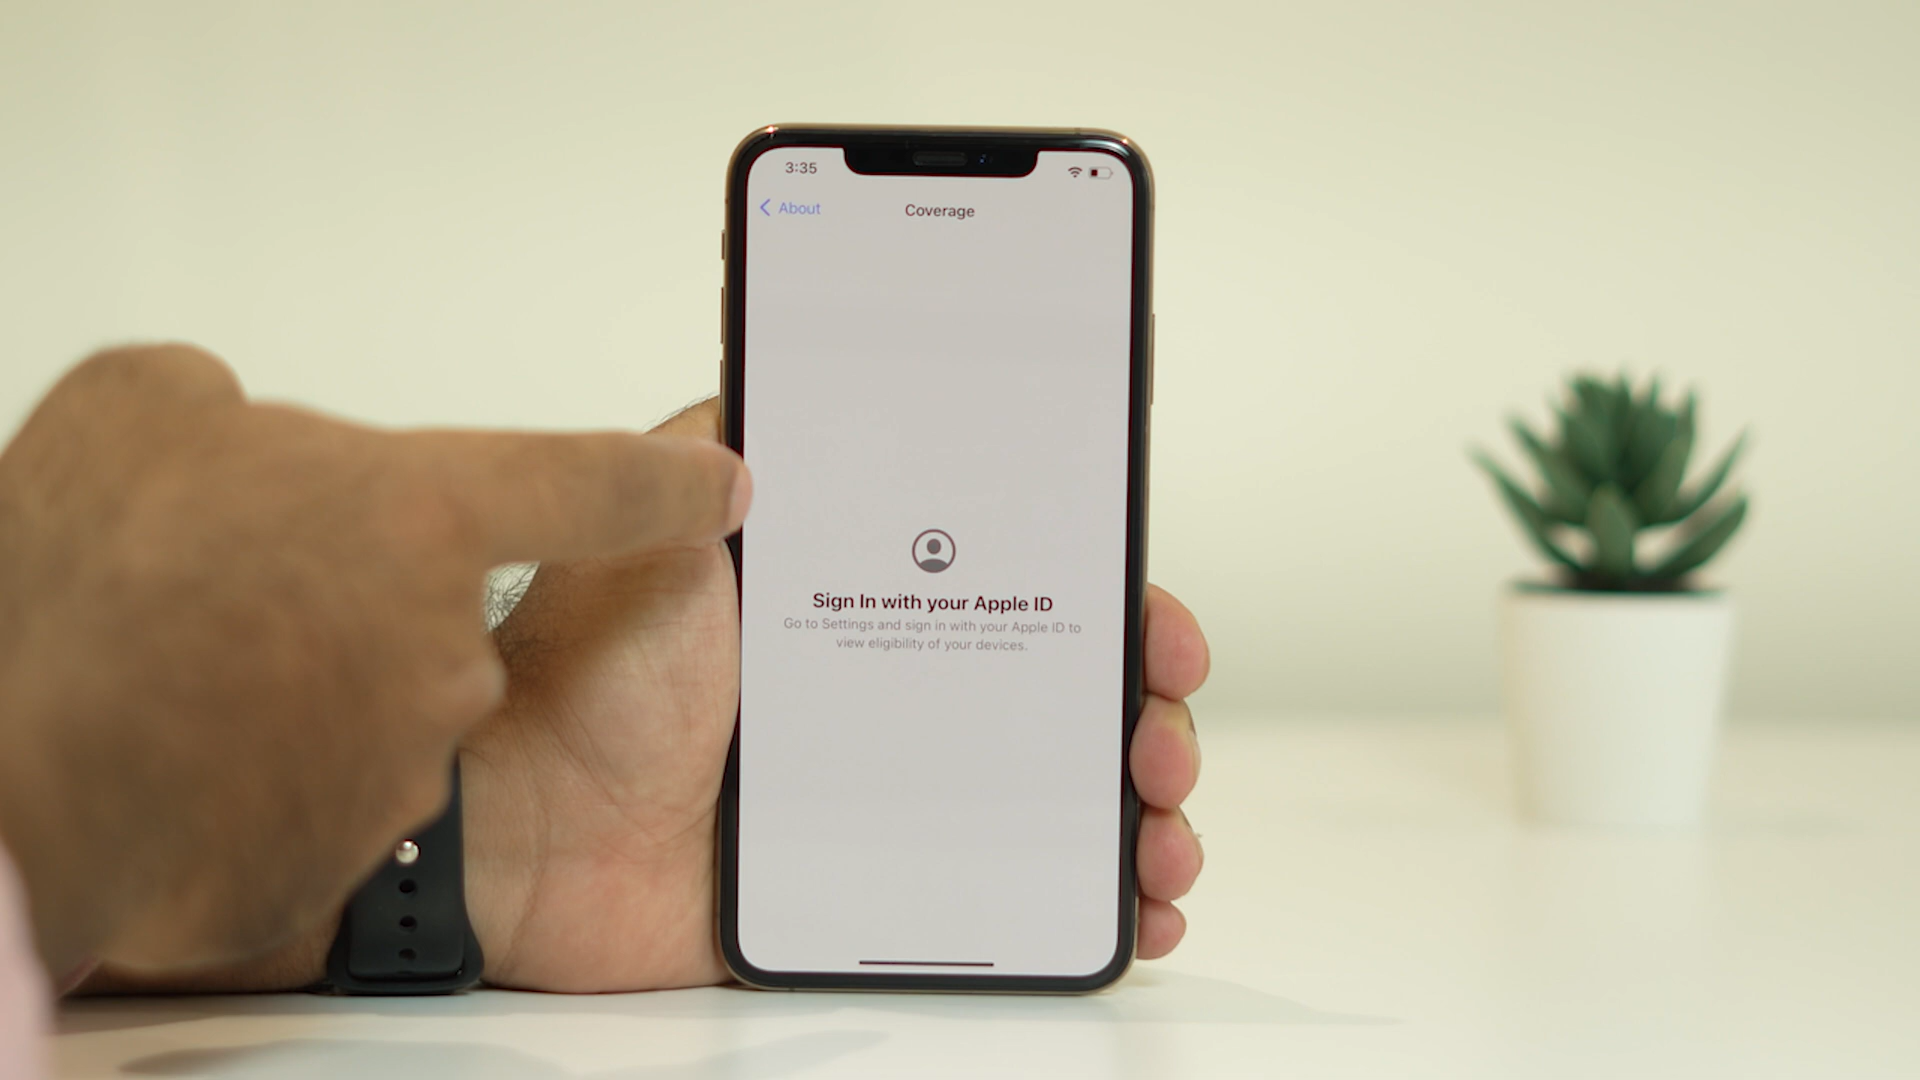 3:35
About
Coverage
Sign In with your Apple ID
Go to Settings and sign in with your Apple ID to
view eligibility of your devices.